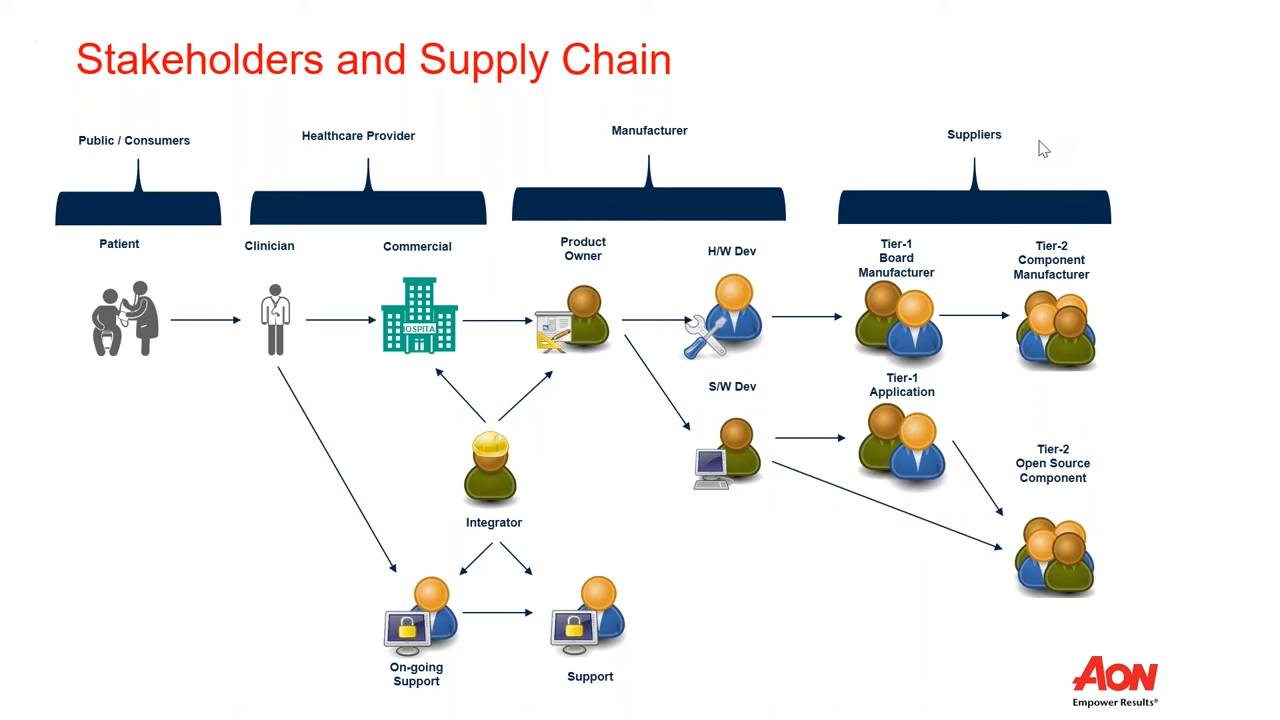 Stakeholders and Supply Chain
Public / Consumers
Healthcare Provider
Manufacturer
Suppliers
Patient
Clinician
Commercial
Product
Owner
H/W Dev
Tier-1
Board
Manufacturer
Tier-2
Component
Manufacturer
OSPITA
S/W Dev
Tier-1
Application
Tier-2
Open Source
Component
Integrator
On-going
Support
Support
AON
Empower Results®